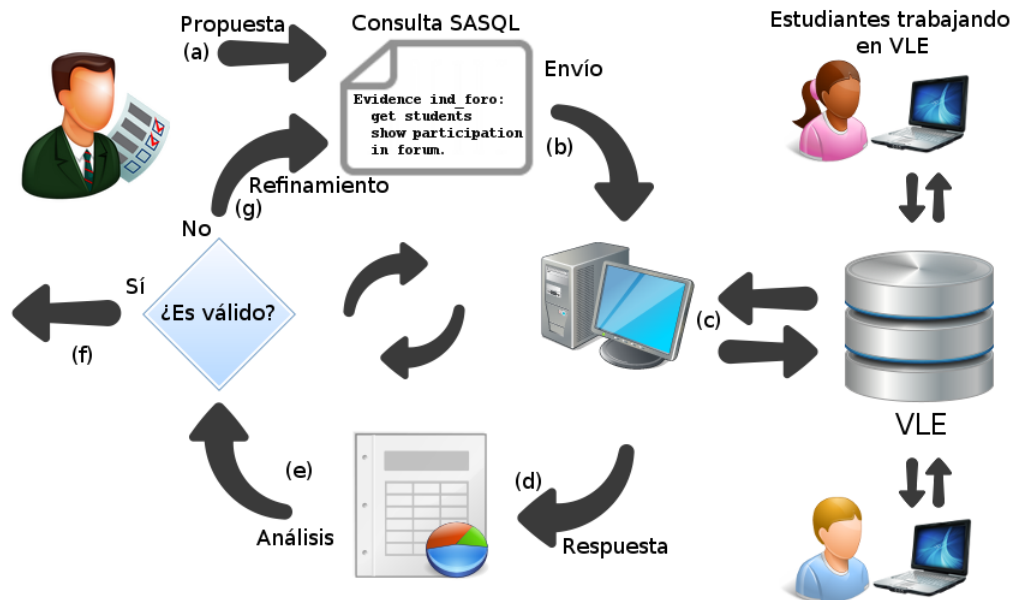 Propuesta
(a)
Consulta SASQL
Evidence ind_foro:
get students
show participation
in forum.
Envío
(b)
Estudiantes trabajando
en VLE
Refinamiento
(g)
No
Sí
¿Es válido?
(f)
(c)
VLE
(e)
Análisis
(d)
Respuesta